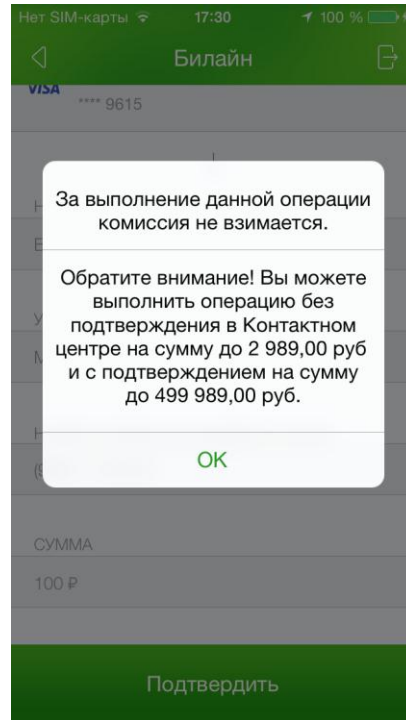 Нет SIM-карты 17:30 100 %
Билайн
VISA
**** 9615
За выполнение данной операции
комиссия не взимается.
Обратите внимание! Вы можете
выполнить операцию без
подтверждения в Контактном
центре на сумму до 2 989,00 руб
и с подтверждением на сумму
до 499 989,00 руб.
OK
СУММА
100 ₽
Подтвердить